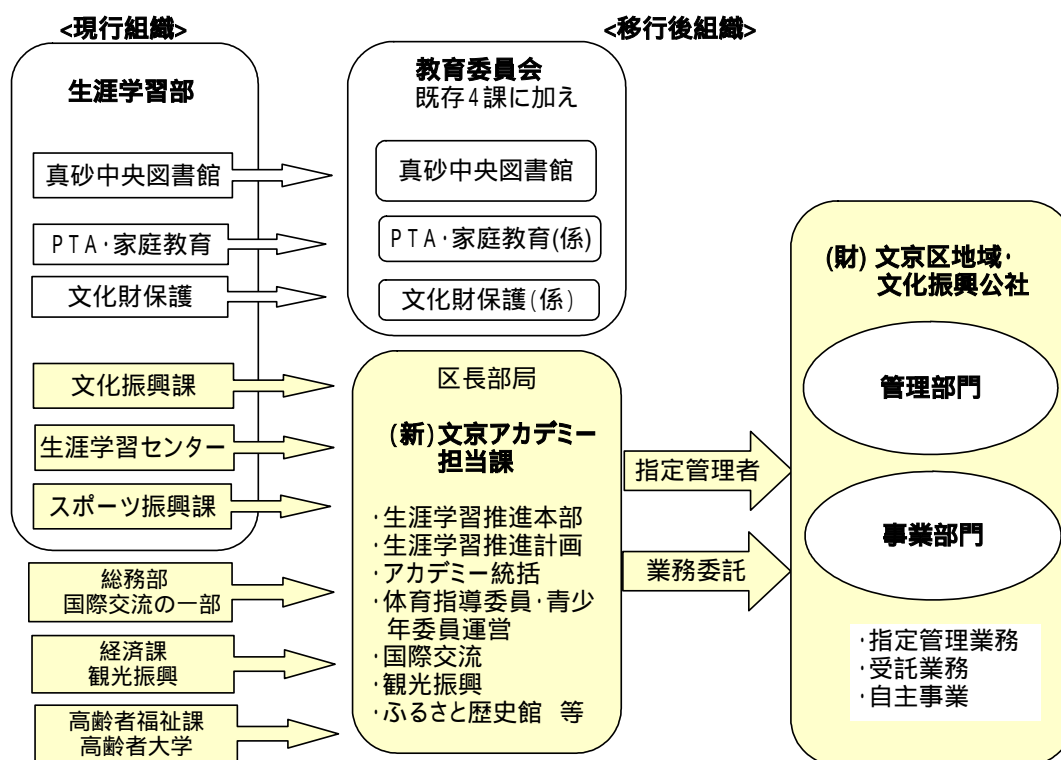 <現行組織>
生涯学習部
真砂中央図書館
PTA・家庭教育
文化財保護
文化振興課
生涯学習センター
スポーツ振興課
総務部
国際交流の一部
経済課
観光振興
高齢者福祉課
高齢者大学
<移行後組織>
教育委員会
既存4課に加え
真砂中央図書館
PTA・家庭教育(係)
文化財保護(係)
区長部局
(新)文京アカデミー
担当課
・生涯学習推進本部
・生涯学習推進計画
・アカデミー統括
・体育指導委員・青少
年委員運営
・国際交流
・観光振興
・ふるさと歴史館 等
指定管理者
業務委託
(財)文京区地域・
文化振興公社
管理部門
事業部門
・指定管理業務
・受託業務
・自主事業